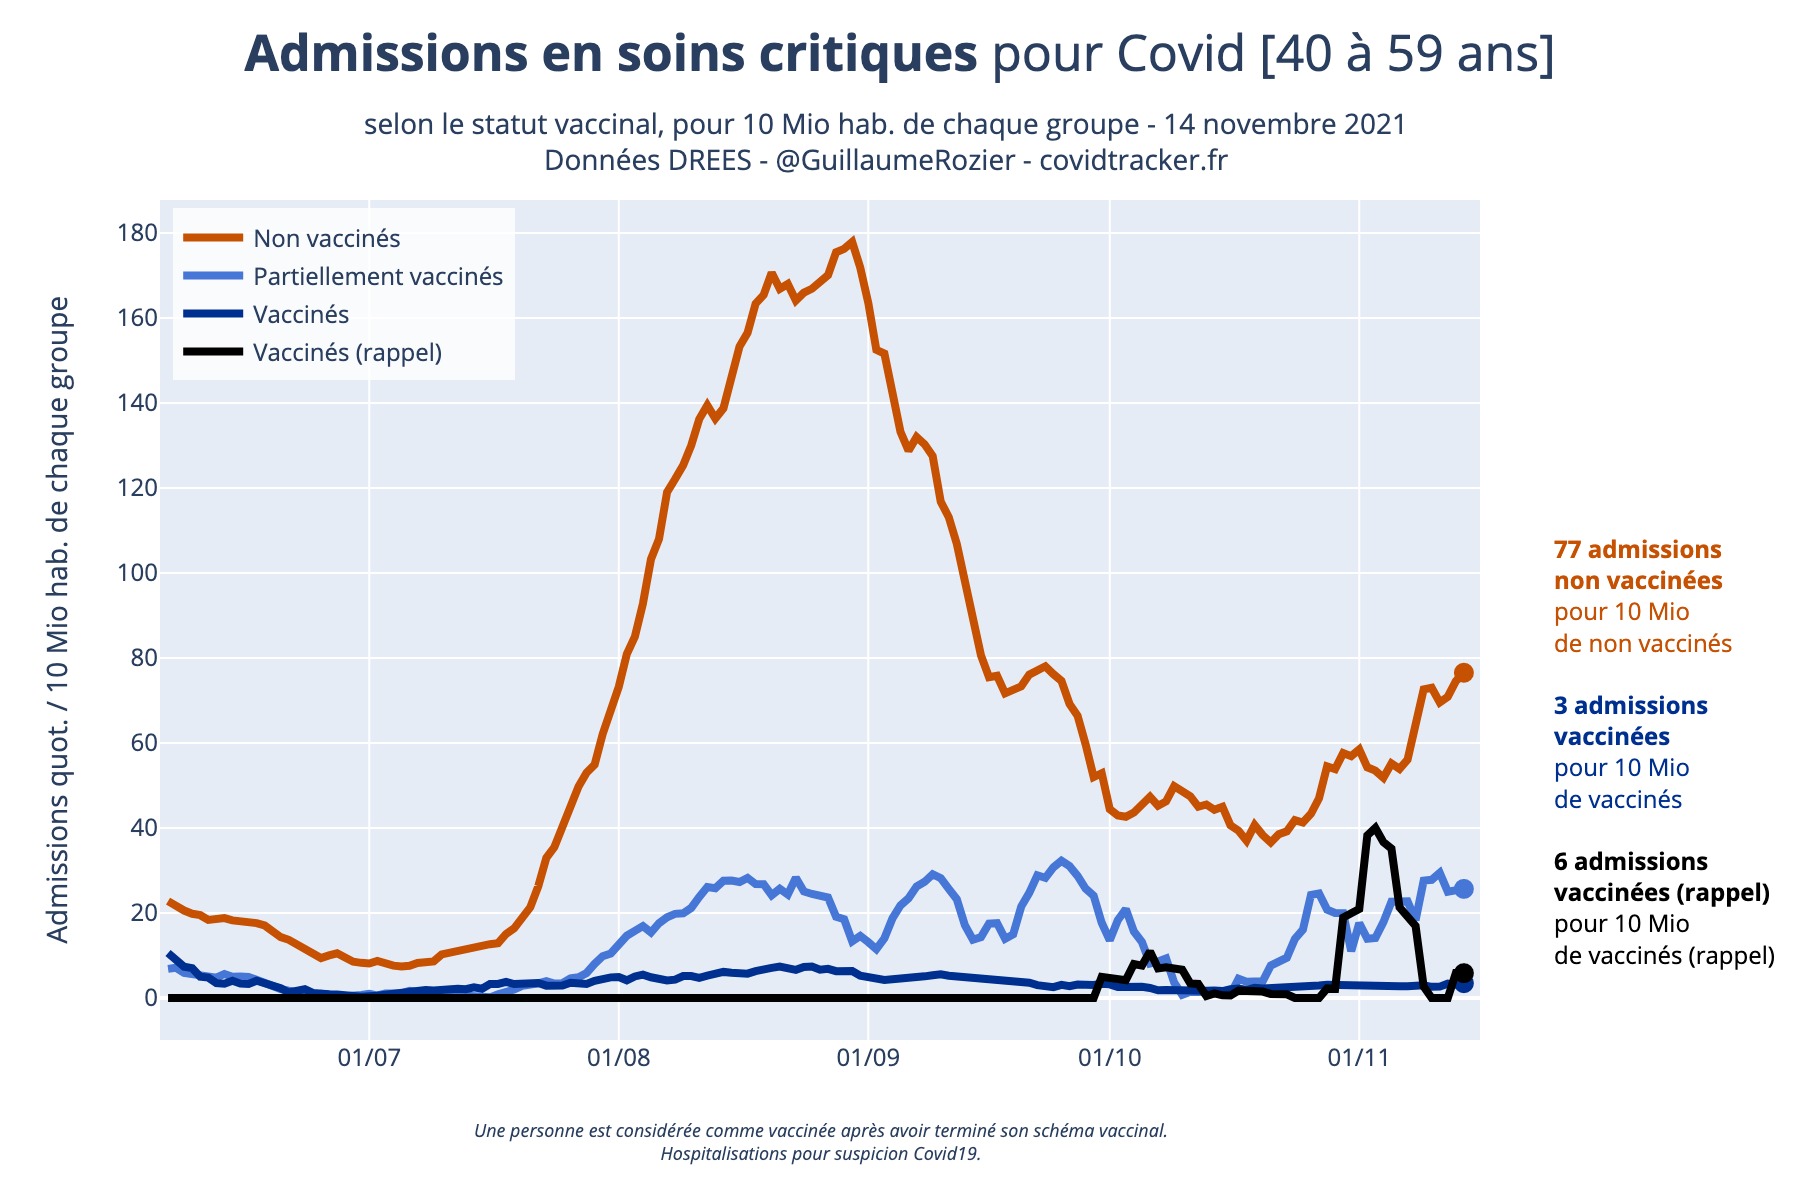 Admissions en soins critiques pour Covid [40 à 59 ans]
selon le statut vaccinal, pour 10 Mio hab. de chaque groupe - 14 novembre 2021
Données DREES - @GuillaumeRozier - covidtracker.fr
Admissions quot. / 10 Mio hab. de chaque groupe
180
160
140
120
100
80
60
40
20
0
Non vaccinés
Partiellement vaccinés
Vaccinés
Vaccinés (rappel)
77 admissions
non vaccinées
pour 10 Mio
de non vaccinés
3 admissions
vaccinées
pour 10 Mio
de vaccinés
6 admissions
vaccinées (rappel)
pour 10 Mio
de vaccinés (rappel)
01/07
01/08
01/09
01/10
01/11
Une personne est considérée comme vaccinée après avoir terminé son schéma vaccinal.
Hospitalisations pour suspicion Covid19.